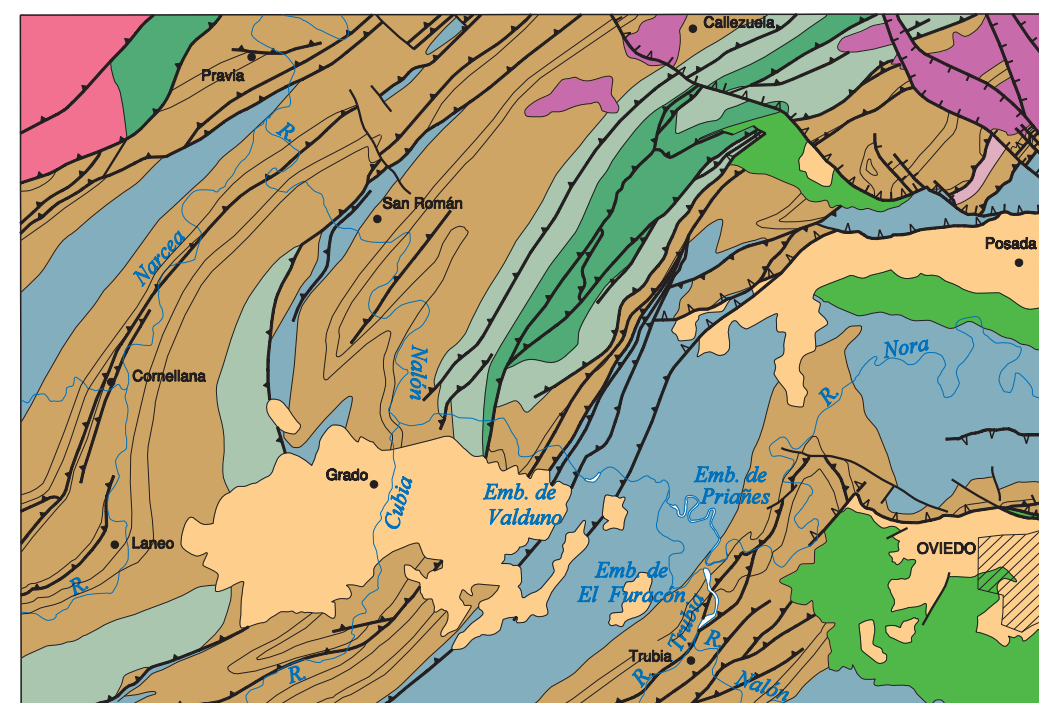 Callezuela
Pravia
R.
San Román
Narcea
Posada
Nalón
Nora
Cornellana
R.
Grado
Cubia
Emb. de
Valduno
Emb. de
Priañes
Laneo
OVIEDO
R.
Emb. de
El Furacón
Trubia
R.
Trubia
R.
R.
Nalón